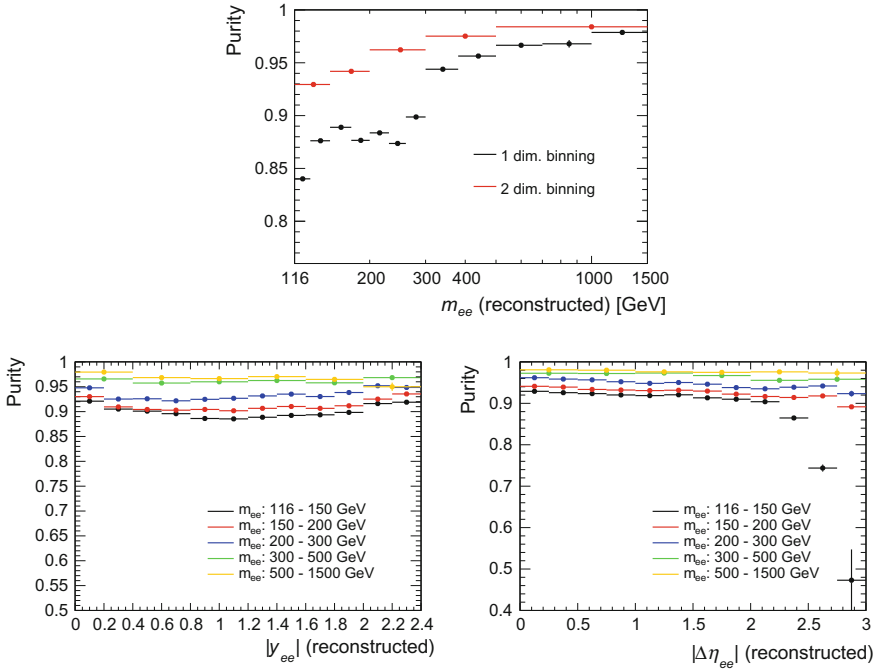 Purity
1
0.95
0.9
0.85
0.8
1 dim. binning
2 dim. binning
116 200 300 400 1000 1500
m_ee (reconstructed) [GeV]
Purity
1
0.95
0.9
0.85
0.8
0.75
0.7
0.65
0.6
0.55
0.5
m_ee: 116 - 150 GeV
m_ee: 150 - 200 GeV
m_ee: 200 - 300 GeV
m_ee: 300 - 500 GeV
m_ee: 500 - 1500 GeV
0 0.2 0.4 0.6 0.8 1 1.2 1.4 1.6 1.8 2 2.2 2.4
|y_ee| (reconstructed)
Purity
1
0.9
0.8
0.7
0.6
0.5
0.4
m_ee: 116 - 150 GeV
m_ee: 150 - 200 GeV
m_ee: 200 - 300 GeV
m_ee: 300 - 500 GeV
m_ee: 500 - 1500 GeV
0 0.5 1 1.5 2 2.5 3
|Δη_ee| (reconstructed)